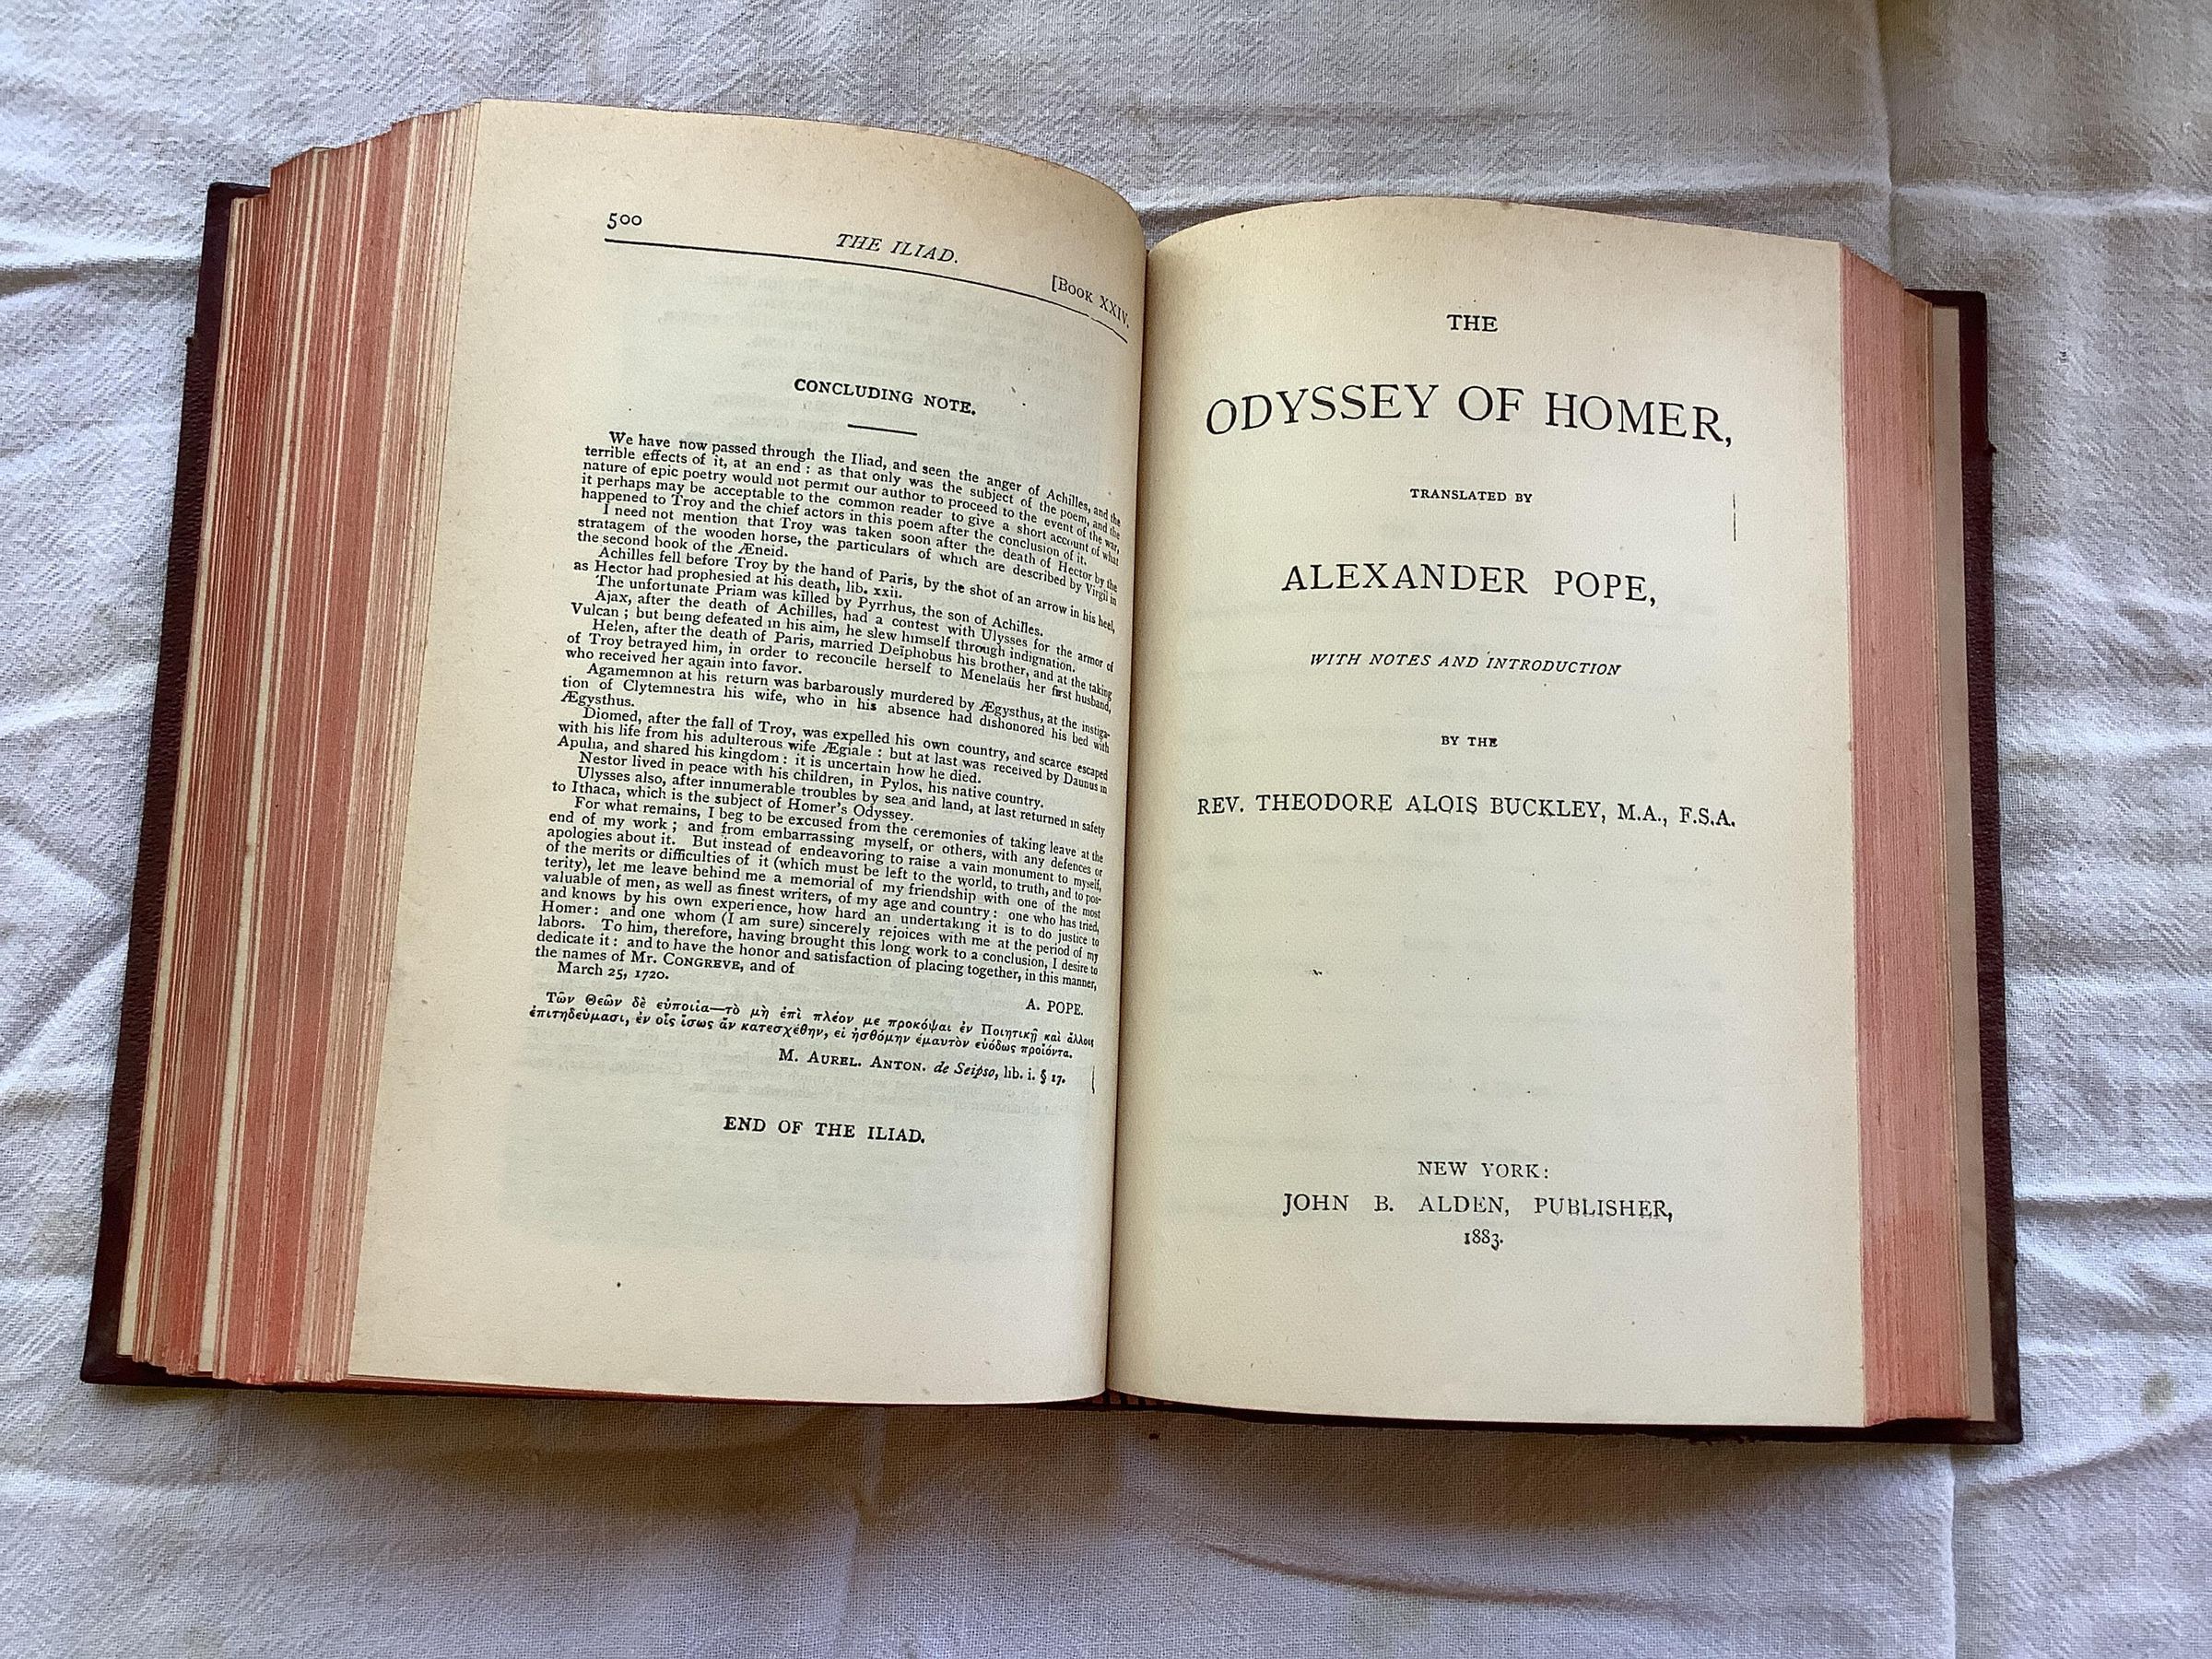 500
THE ILIAD.
[BOOK XXIV.
CONCLUDING NOTE.
We have now passed through the Iliad, and seen the anger of Achilles, and the
terrible effects of it, at an end : as that only was the subject of the poem, and the
nature of epic poetry would not permit our author to proceed to the event of the war,
it perhaps may be acceptable to the common reader to give a short account of what
happened to Troy and the chief actors in this poem after the conclusion of it.
I need not mention that Troy was taken soon after the death of Hector by the
stratagem of the wooden horse, the particulars of which are described by Virgil in
the second book of the Æneid.
Achilles fell before Troy by the hand of Paris, by the shot of an arrow in his heel,
as Hector had prophesied at his death, lib. xxii.
The unfortunate Priam was killed by Pyrrhus, the son of Achilles.
Ajax, after the death of Achilles, had a contest with Ulysses for the armor of
Vulcan ; but being defeated in his aim, he slew himself through indignation.
Helen, after the death of Paris, married Deïphobus his brother, and at the taking
of Troy betrayed him, in order to reconcile herself to Menelaüs her first husband,
who received her again into favor.
Agamemnon at his return was barbarously murdered by Ægysthus, at the instiga-
tion of Clytemnestra his wife, who in his absence had dishonored his bed with
Ægysthus.
Diomed, after the fall of Troy, was expelled his own country, and scarce escaped
with his life from his adulterous wife Ægiale : but at last was received by Daunus in
Apulia, and shared his kingdom : it is uncertain how he died.
Nestor lived in peace with his children, in Pylos, his native country.
Ulysses also, after innumerable troubles by sea and land, at last returned in safety
to Ithaca, which is the subject of Homer's Odyssey.
For what remains, I beg to be excused from the ceremonies of taking leave at the
end of my work ; and from embarrassing myself, or others, with any defences or
apologies about it. But instead of endeavoring to raise a vain monument to myself,
of the merits or difficulties of it (which must be left to the world, to truth, and to pos-
terity), let me leave behind me a memorial of my friendship with one of the most
valuable of men, as well as finest writers, of my age and country : one who has tried,
and knows by his own experience, how hard an undertaking it is to do justice to
Homer : and one whom (I am sure) sincerely rejoices with me at the period of my
labors. To him, therefore, having brought this long work to a conclusion, I desire to
dedicate it : and to have the honor and satisfaction of placing together, in this manner,
the names of Mr. CONGREVE, and of
March 25, 1720.
A. POPE.
Τῶν Θεῶν δὲ εὐποιΐα—τὸ μὴ ἐπὶ πλέον με προκόψαι ἐν Ποιητικῇ καὶ ἄλλοις
ἐπιτηδεύμασι, ἐν οἷς ἴσως ἂν κατεσχέθην, εἰ ᾐσθόμην ἐμαυτὸν εὐόδως προϊόντα.
M. AUREL. ANTON. de Seipso, lib. i. § 17.
END OF THE ILIAD.
THE
ODYSSEY OF HOMER,
TRANSLATED BY
ALEXANDER POPE,
WITH NOTES AND INTRODUCTION
BY THE
REV. THEODORE ALOIS BUCKLEY, M.A., F.S.A.
NEW YORK:
JOHN B. ALDEN, PUBLISHER,
1883.